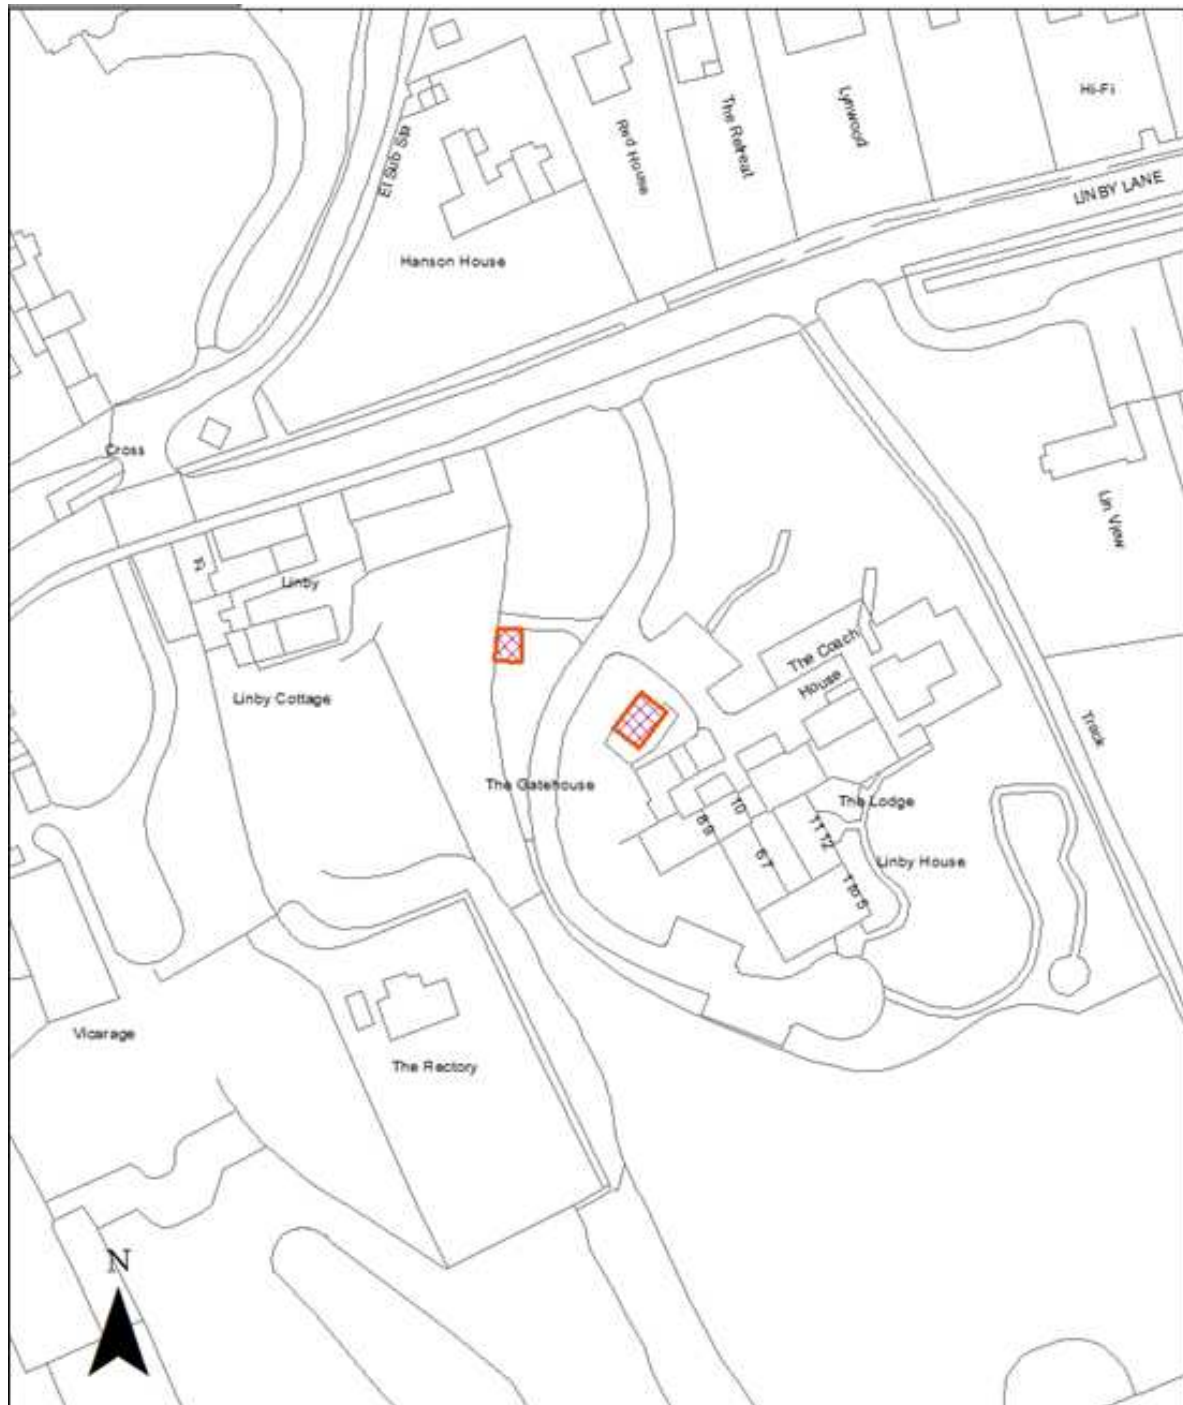 Hi-Fi
Lynwood
The Retreat
Red House
El Sub Sta
LINBY LANE
Hanson House
Cross
Lin View
Linby
The Coach
House
Linby Cottage
Track
The Gatehouse
The Lodge
10
8 9
11 12
6 7
Linby House
1 to 5
Vicarage
The Rectory
N